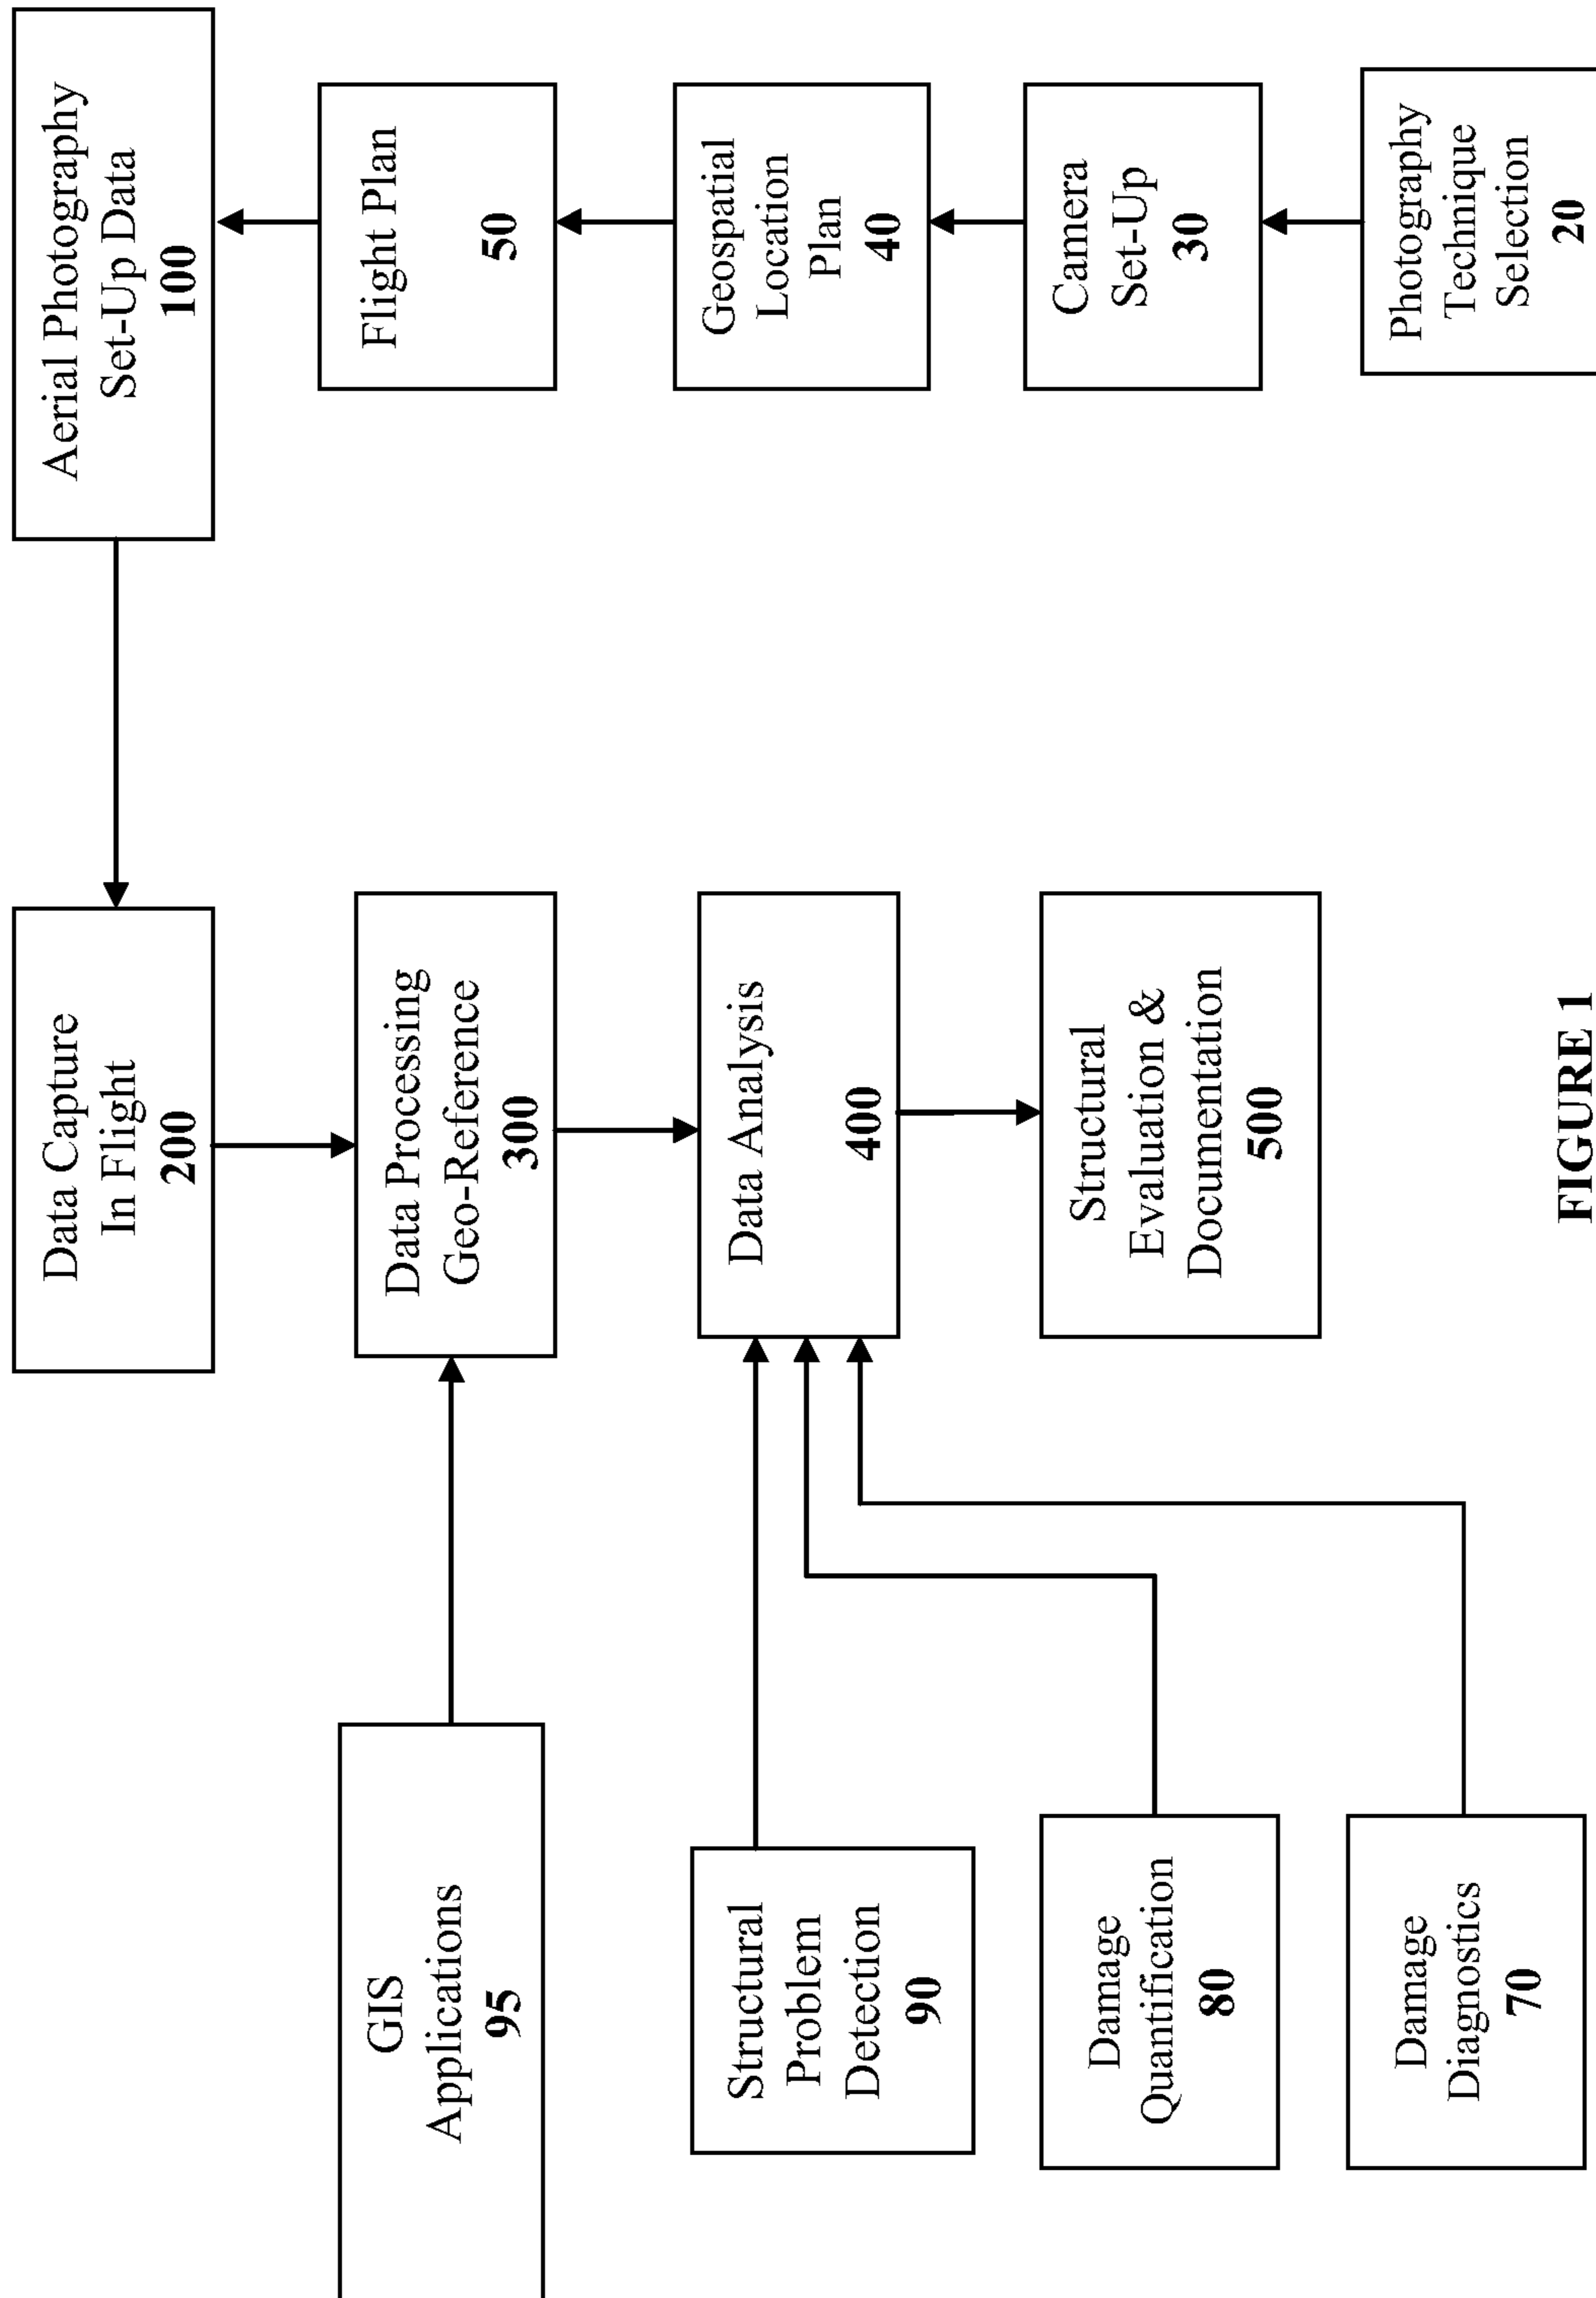 Aerial Photography
Set-Up Data
100
Flight Plan
50
Geospatial
Location
Plan
40
Camera
Set-Up
30
Photography
Technique
Selection
20
Data Capture
In Flight
200
Data Processing
Geo-Reference
300
Data Analysis
400
Structural
Evaluation &
Documentation
500
GIS
Applications
95
Structural
Problem
Detection
90
Damage
Quantification
80
Damage
Diagnostics
70
FIGURE 1